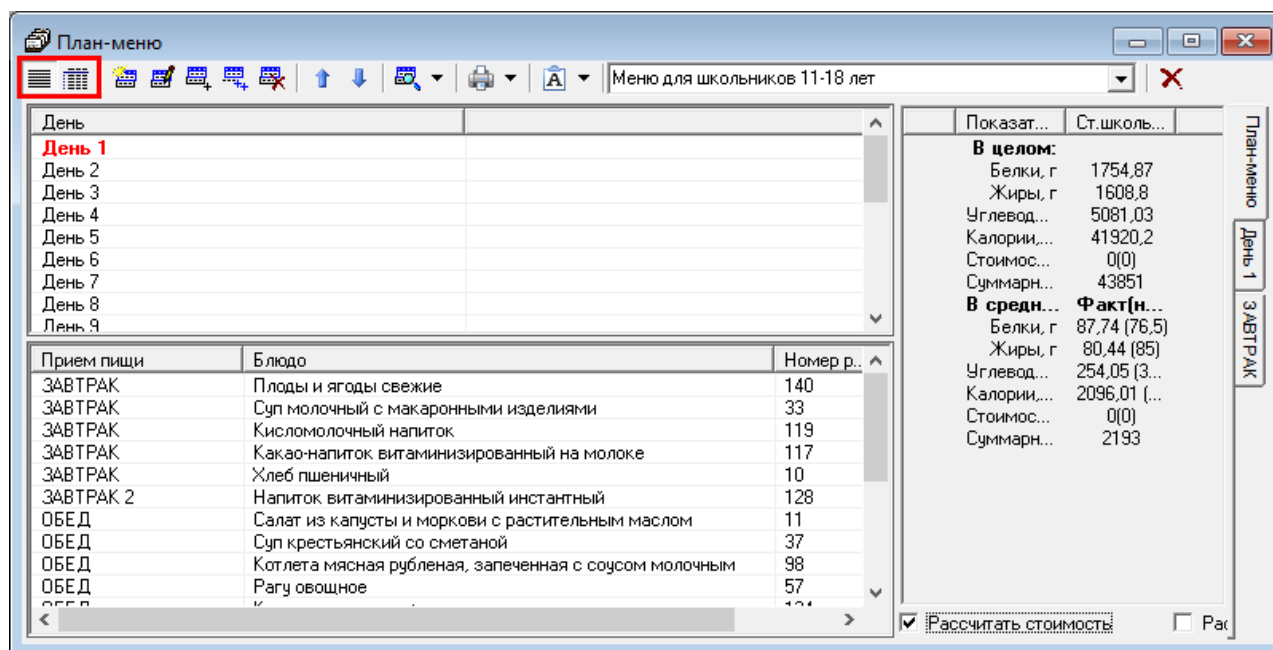 План-меню
Меню для школьников 11-18 лет
День
День 1
День 2
День 3
День 4
День 5
День 6
День 7
День 8
День 9
Прием пищи Блюдо Номер р...
ЗАВТРАК Плоды и ягоды свежие 140
ЗАВТРАК Суп молочный с макаронными изделиями 33
ЗАВТРАК Кисломолочный напиток 119
ЗАВТРАК Какао-напиток витаминизированный на молоке 117
ЗАВТРАК Хлеб пшеничный 10
ЗАВТРАК 2 Напиток витаминизированный инстантный 128
ОБЕД Салат из капусты и моркови с растительным маслом 11
ОБЕД Суп крестьянский со сметаной 37
ОБЕД Котлета мясная рубленая, запеченная с соусом молочным 98
ОБЕД Рагу овощное 57
Показат... Ст.школь...
В целом:
Белки, г 1754,87
Жиры, г 1608,8
Углевод... 5081,03
Калории,... 41920,2
Стоимос... 0(0)
Суммарн... 43851
В средн... Факт(н...
Белки, г 87,74 (76,5)
Жиры, г 80,44 (85)
Углевод... 254,05 (3...
Калории,... 2096,01 (...
Стоимос... 0(0)
Суммарн... 2193
Рассчитать стоимость Рас
План-меню
День 1
ЗАВТРАК